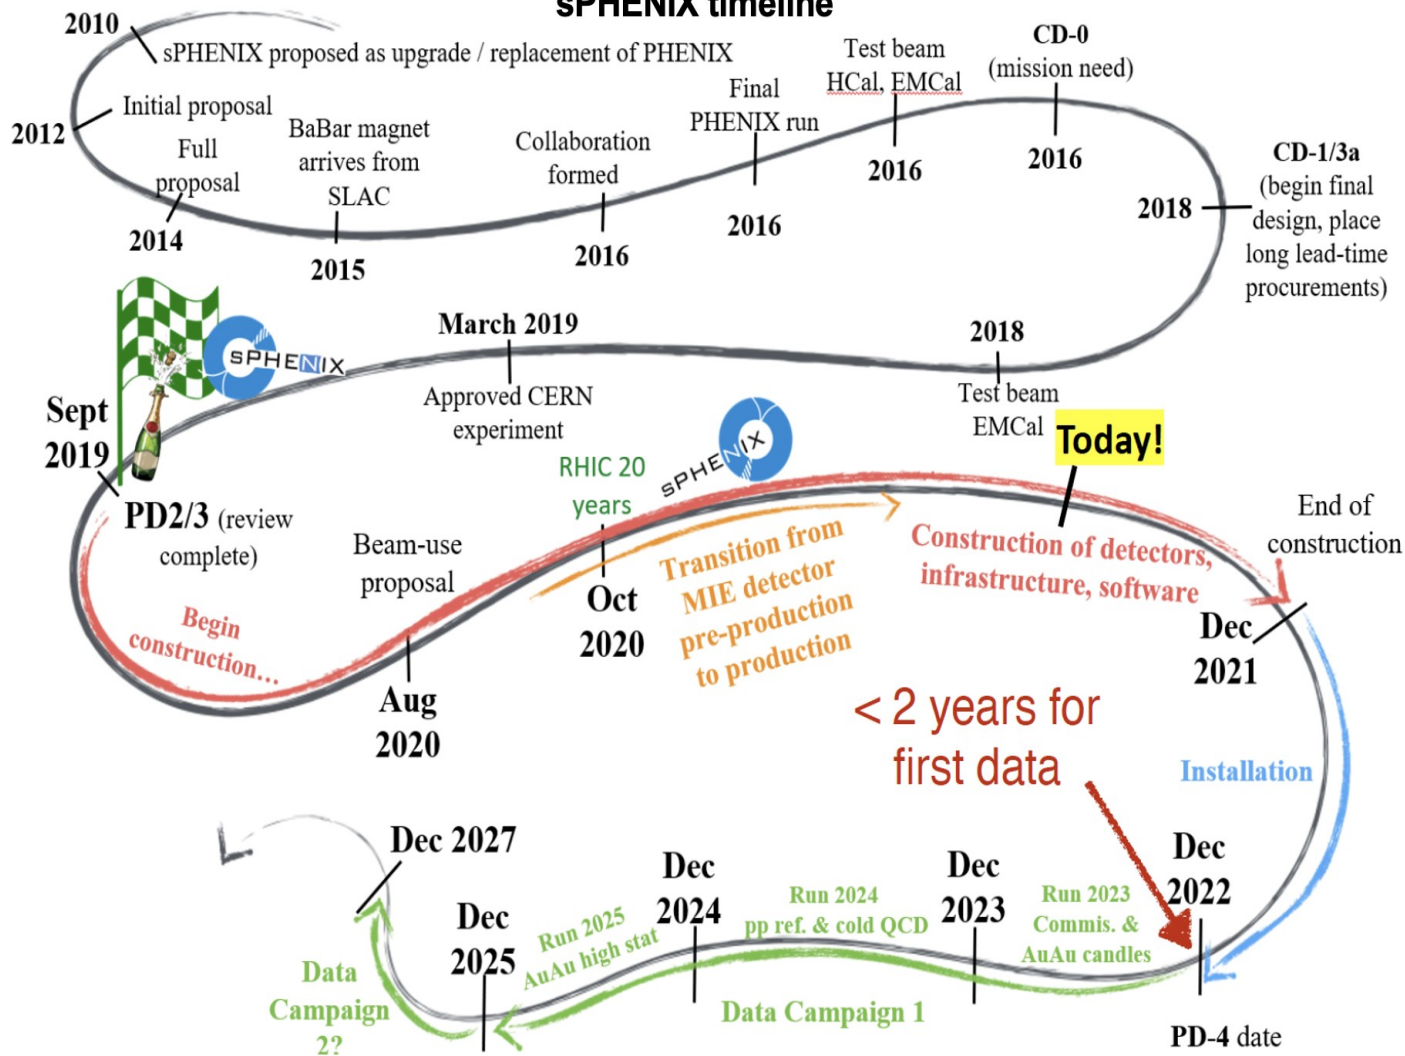 sPHENIX timeline
2010
sPHENIX proposed as upgrade / replacement of PHENIX
2012
Initial proposal
Full
proposal
2014
BaBar magnet
arrives from
SLAC
2015
Collaboration
formed
2016
Final
PHENIX run
2016
Test beam
HCal, EMCal
2016
CD-0
(mission need)
2016
CD-1/3a
(begin final
design, place
long lead-time
procurements)
2018
2018
Test beam
EMCal
March 2019
Approved CERN
experiment
sPHENIX
Sept
2019
PD2/3 (review
complete)
Begin
construction...
Beam-use
proposal
Aug
2020
RHIC 20
years
Oct
2020
sPHENIX
Transition from
MIE detector
pre-production
to production
Today!
Construction of detectors,
infrastructure, software
End of
construction
Dec
2021
Installation
< 2 years for
first data
Dec
2022
PD-4 date
Run 2023
Commis. &
AuAu candles
Dec
2023
Run 2024
pp ref. & cold QCD
Data Campaign 1
Dec
2024
Run 2025
AuAu high stat
Dec
2025
Data
Campaign
2?
Dec 2027